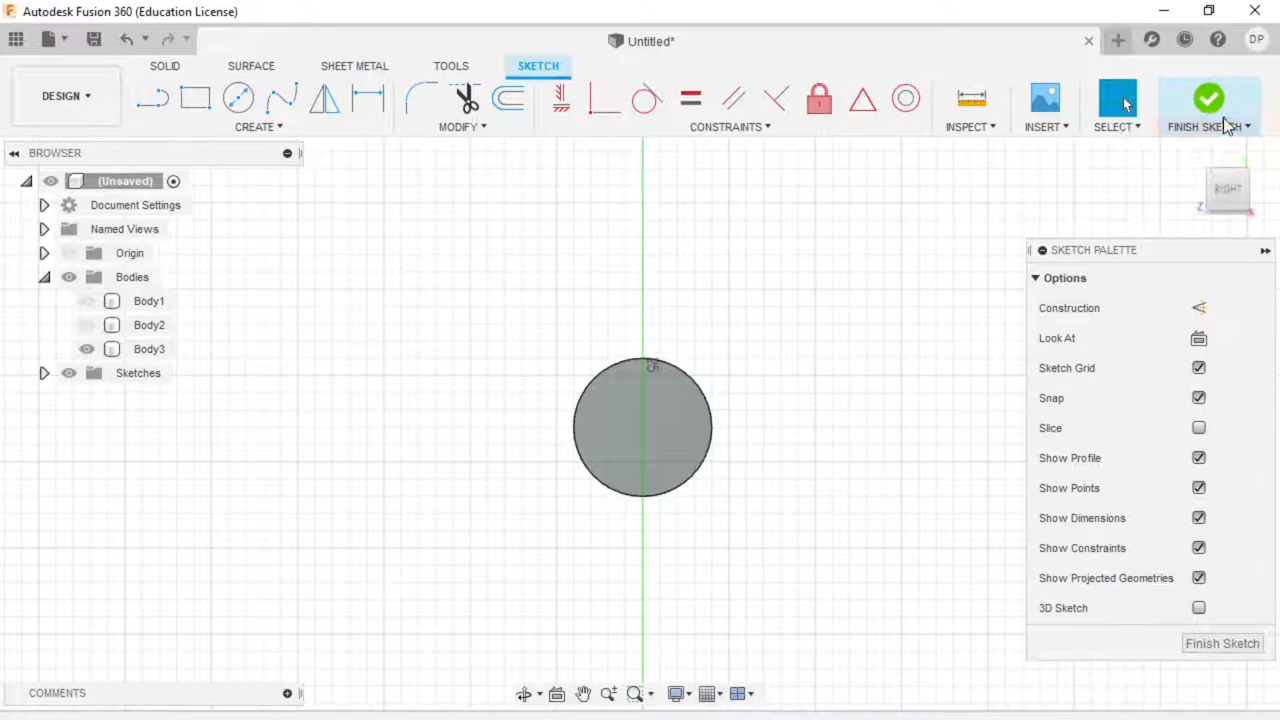 Autodesk Fusion 360 (Education License)
Untitled*
DP
SOLID SURFACE SHEET METAL TOOLS SKETCH
DESIGN
CREATE MODIFY CONSTRAINTS INSPECT INSERT SELECT FINISH SKETCH
BROWSER
(Unsaved)
Document Settings
Named Views
Origin
Bodies
Body1
Body2
Body3
Sketches
RIGHT
Z X
SKETCH PALETTE
Options
Construction
Look At
Sketch Grid
Snap
Slice
Show Profile
Show Points
Show Dimensions
Show Constraints
Show Projected Geometries
3D Sketch
Finish Sketch
COMMENTS